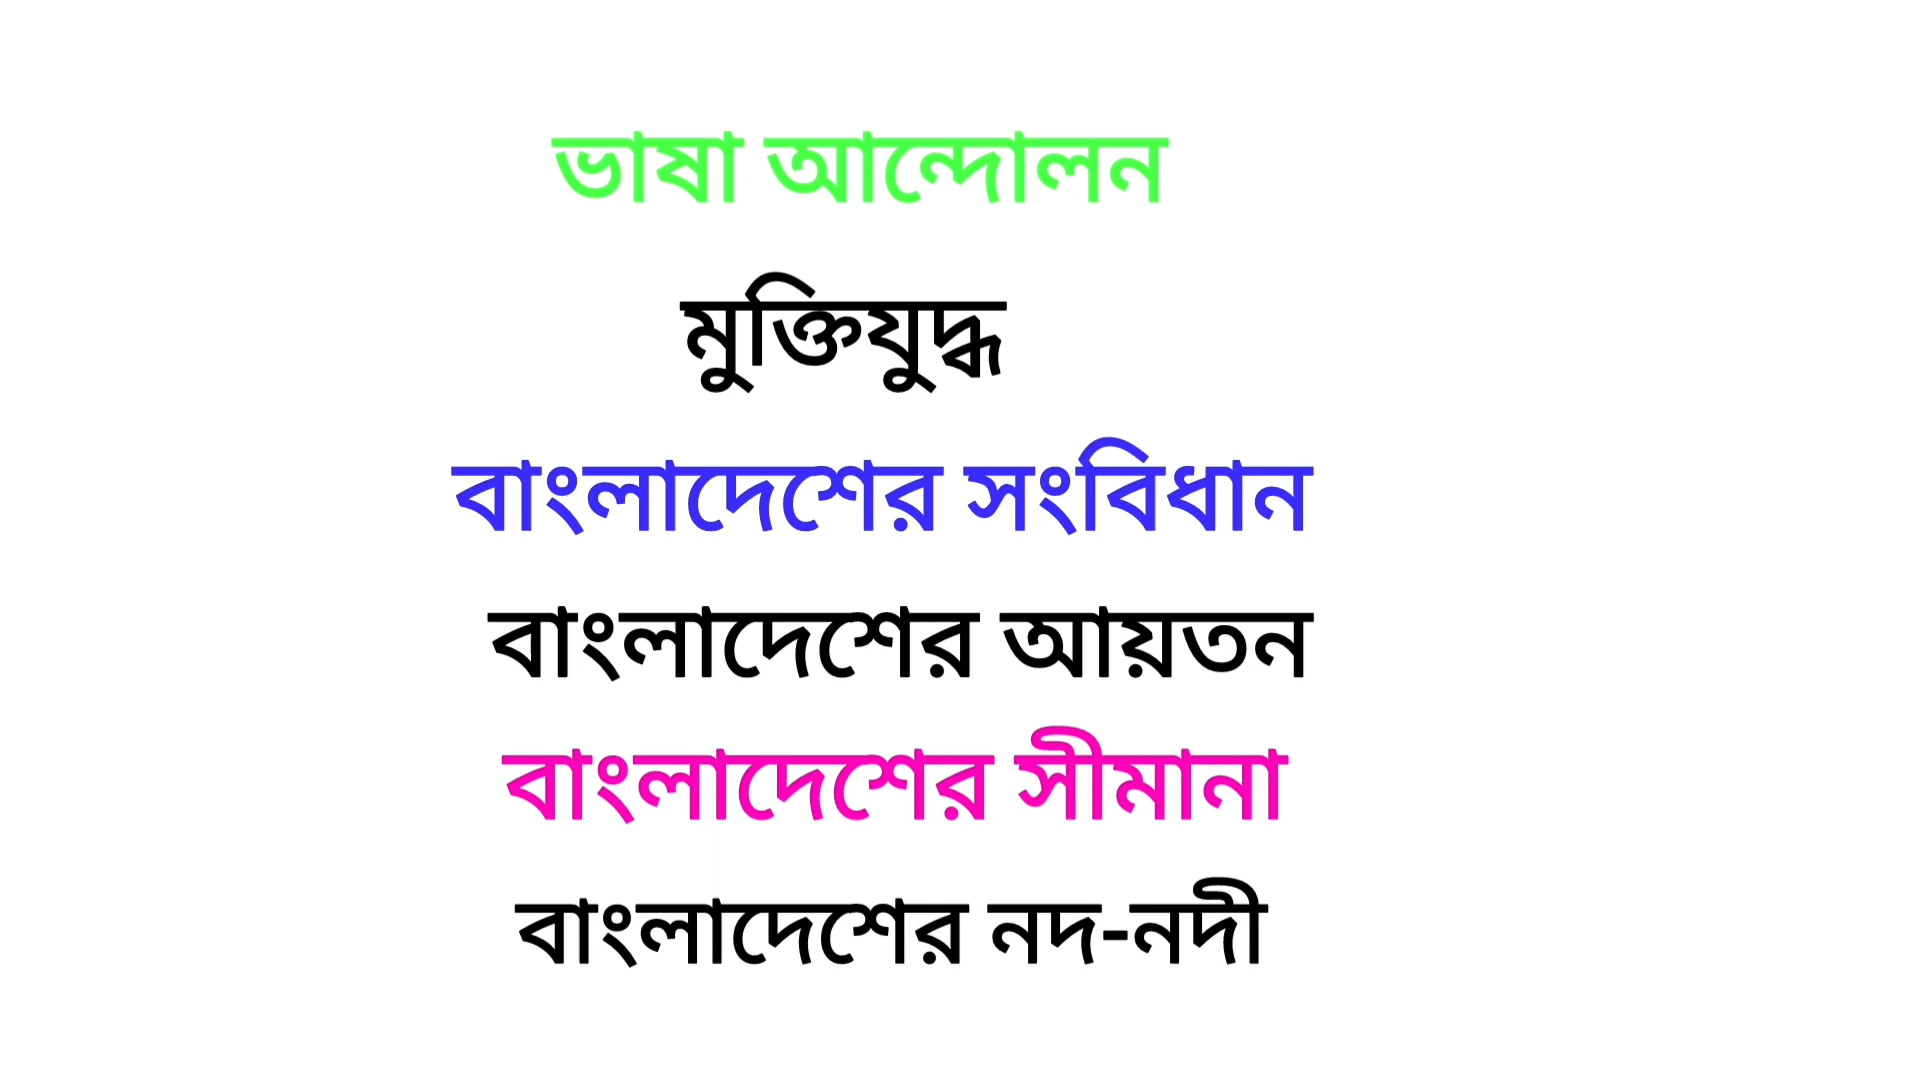 ভাষা আন্দোলন
মুক্তিযুদ্ধ
বাংলাদেশের সংবিধান
বাংলাদেশের আয়তন
বাংলাদেশের সীমানা
বাংলাদেশের নদ-নদী